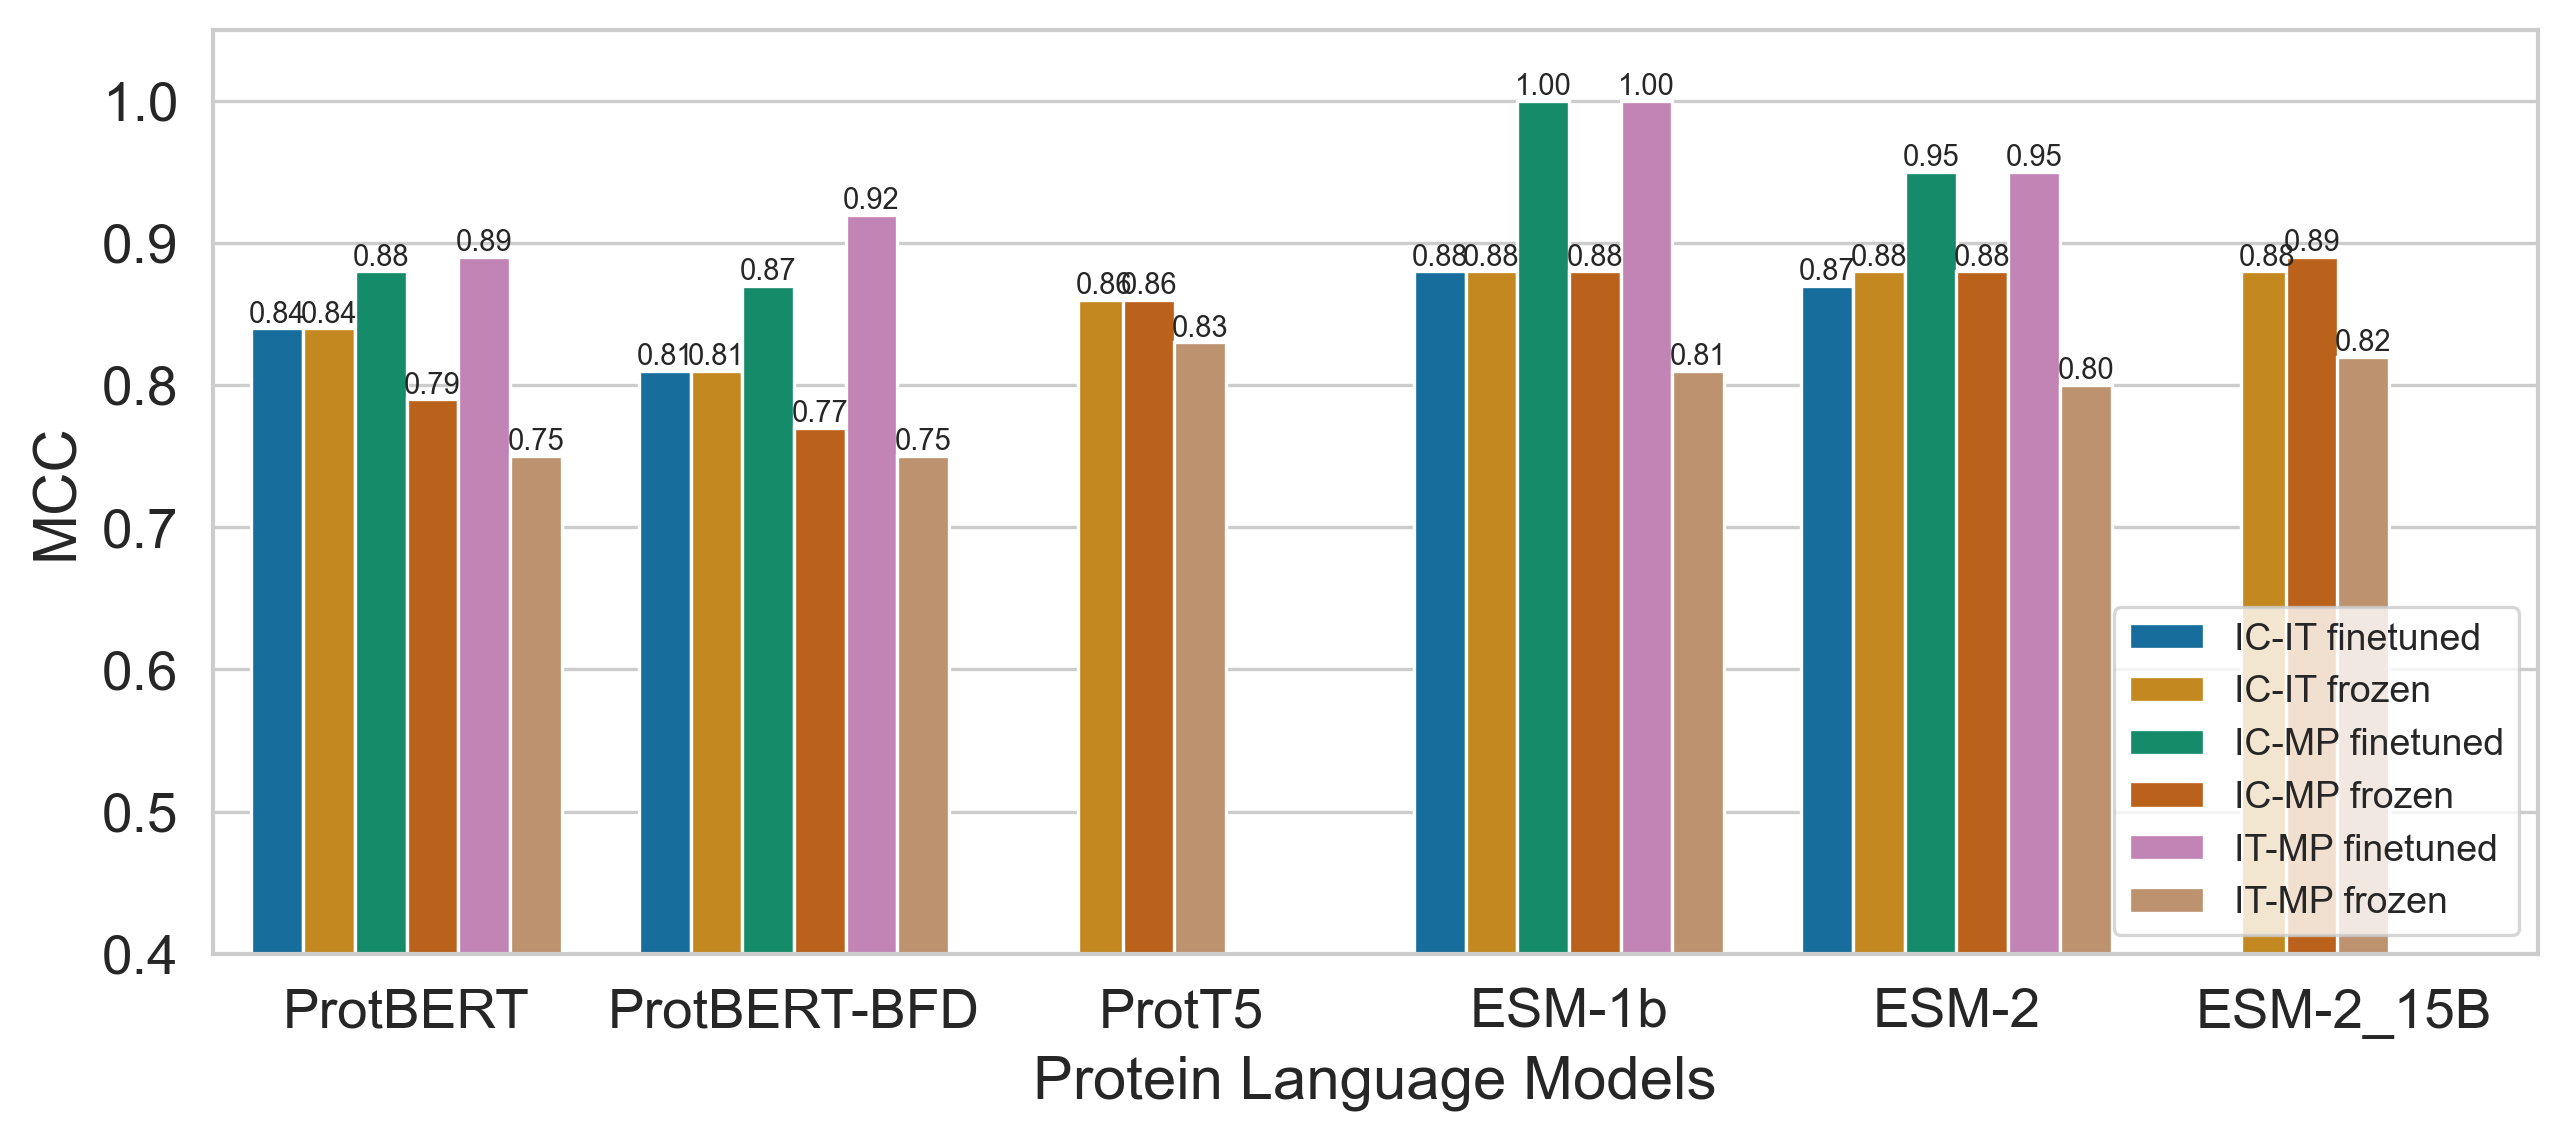 MCC
1.0
0.9
0.8
0.7
0.6
0.5
0.4
0.84 0.84 0.88 0.79 0.89 0.75
0.81 0.81 0.87 0.77 0.92 0.75
0.86 0.86 0.83
0.88 0.88 1.00 0.88 1.00 0.81
0.87 0.88 0.95 0.88 0.95 0.80
0.88 0.89 0.82
IC-IT finetuned
IC-IT frozen
IC-MP finetuned
IC-MP frozen
IT-MP finetuned
IT-MP frozen
ProtBERT ProtBERT-BFD ProtT5 ESM-1b ESM-2 ESM-2_15B
Protein Language Models